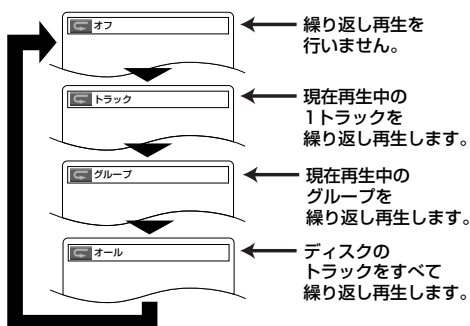 オフ
繰り返し再生を
行いません。
トラック
現在再生中の
1トラックを
繰り返し再生します。
グループ
現在再生中の
グループを
繰り返し再生します。
オール
ディスクの
トラックをすべて
繰り返し再生します。